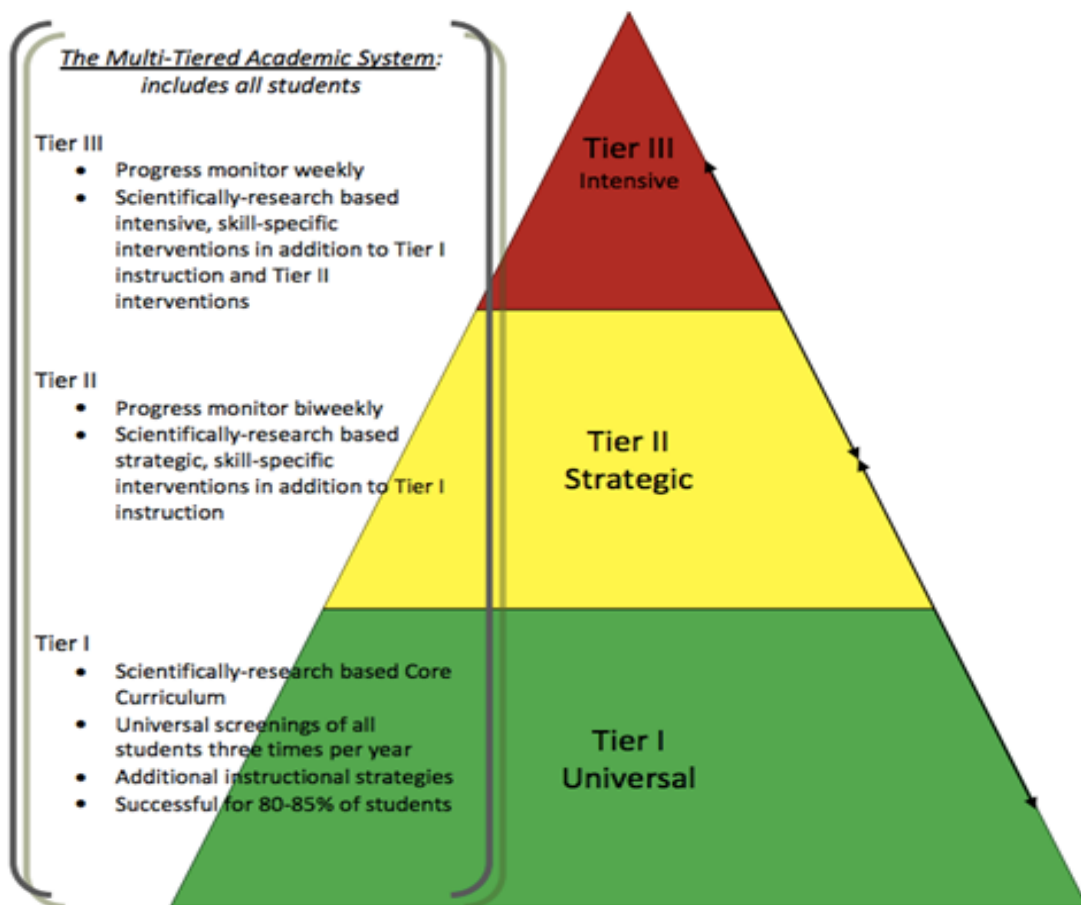 The Multi-Tiered Academic System:
includes all students
Tier III
• Progress monitor weekly
• Scientifically-research based
intensive, skill-specific
interventions in addition to Tier I
instruction and Tier II
interventions
Tier II
• Progress monitor biweekly
• Scientifically-research based
strategic, skill-specific
interventions in addition to Tier I
instruction
Tier I
• Scientifically-research based Core
Curriculum
• Universal screenings of all
students three times per year
• Additional instructional strategies
• Successful for 80-85% of students
Tier III
Intensive
Tier II
Strategic
Tier I
Universal